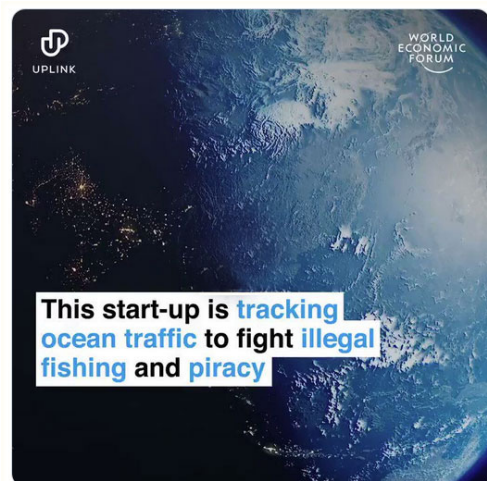 UPLINK
WORLD
ECONOMIC
FORUM
This start-up is tracking
ocean traffic to fight illegal
fishing and piracy